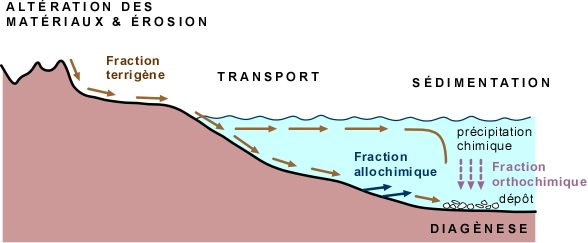 ALTÉRATION DES
MATÉRIAUX & ÉROSION
Fraction
terrigène
TRANSPORT
SÉDIMENTATION
précipitation
chimique
Fraction
allochimique
Fraction
orthochimique
dépôt
DIAGÈNESE